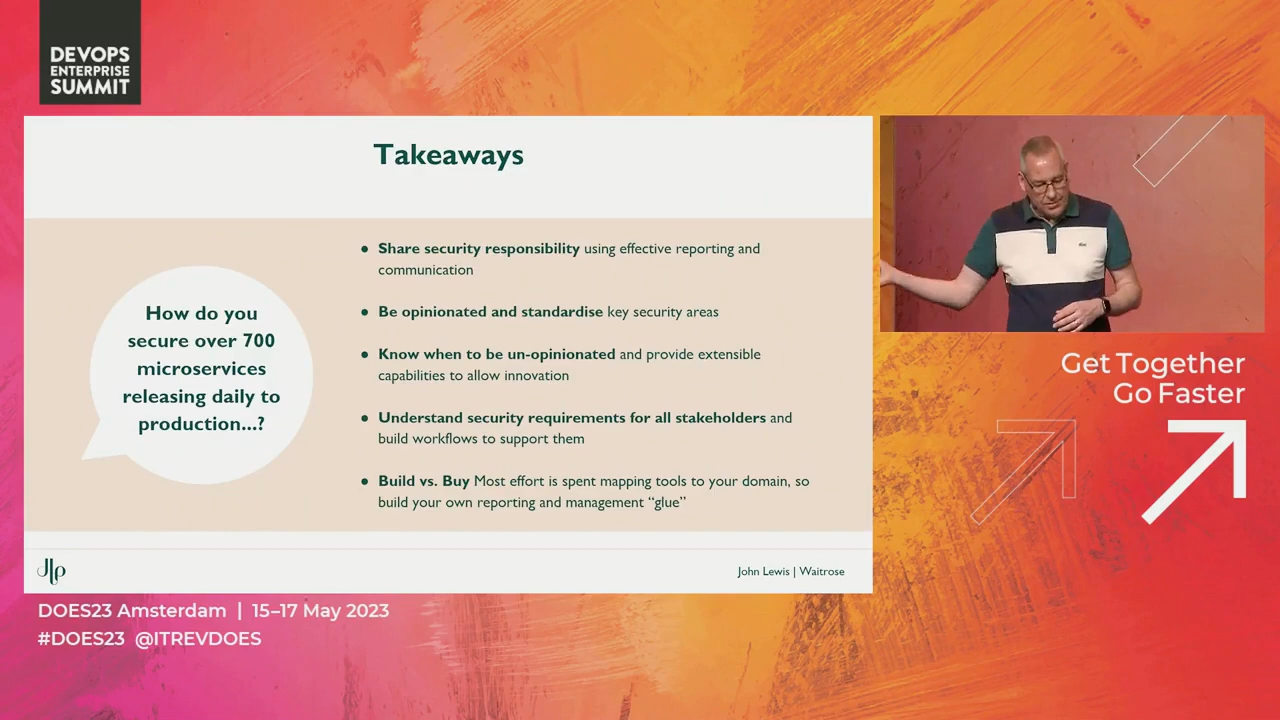 DEVOPS
ENTERPRISE
SUMMIT
Takeaways
How do you
secure over 700
microservices
releasing daily to
production...?
● Share security responsibility using effective reporting and
communication
● Be opinionated and standardise key security areas
● Know when to be un-opinionated and provide extensible
capabilities to allow innovation
● Understand security requirements for all stakeholders and
build workflows to support them
● Build vs. Buy Most effort is spent mapping tools to your domain, so
build your own reporting and management “glue”
Jlp
John Lewis | Waitrose
Get Together
Go Faster
DOES23 Amsterdam | 15–17 May 2023
#DOES23 @ITREVDOES